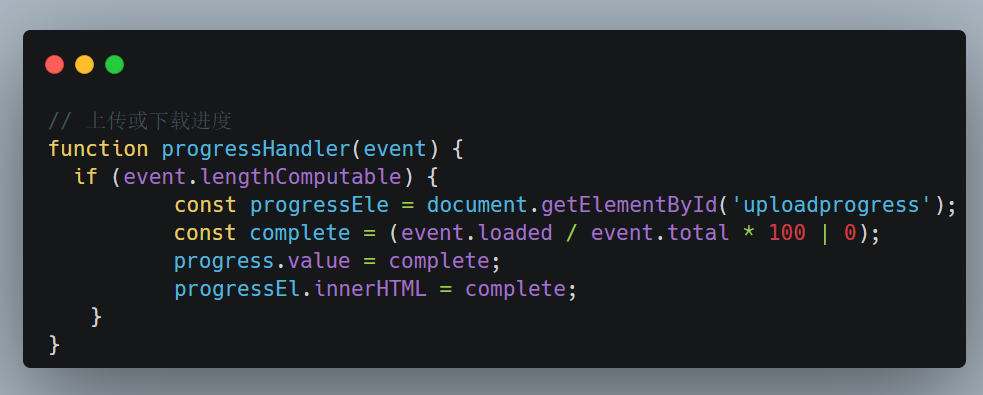 // 上传或下载进度
function progressHandler(event) {
if (event.lengthComputable) {
const progressEle = document.getElementById('uploadprogress');
const complete = (event.loaded / event.total * 100 | 0);
progress.value = complete;
progressEl.innerHTML = complete;
}
}